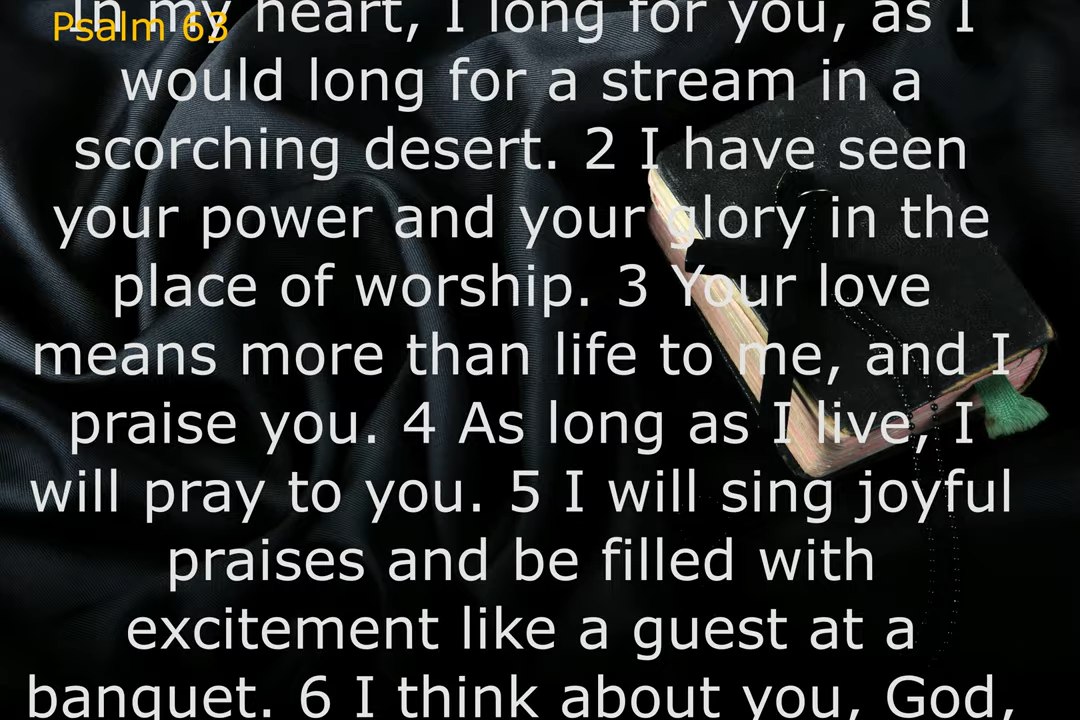 Psalm 63
In my heart, I long for you, as I
would long for a stream in a
scorching desert. 2 I have seen
your power and your glory in the
place of worship. 3 Your love
means more than life to me, and I
praise you. 4 As long as I live, I
will pray to you. 5 I will sing joyful
praises and be filled with
excitement like a guest at a
banquet. 6 I think about you, God,